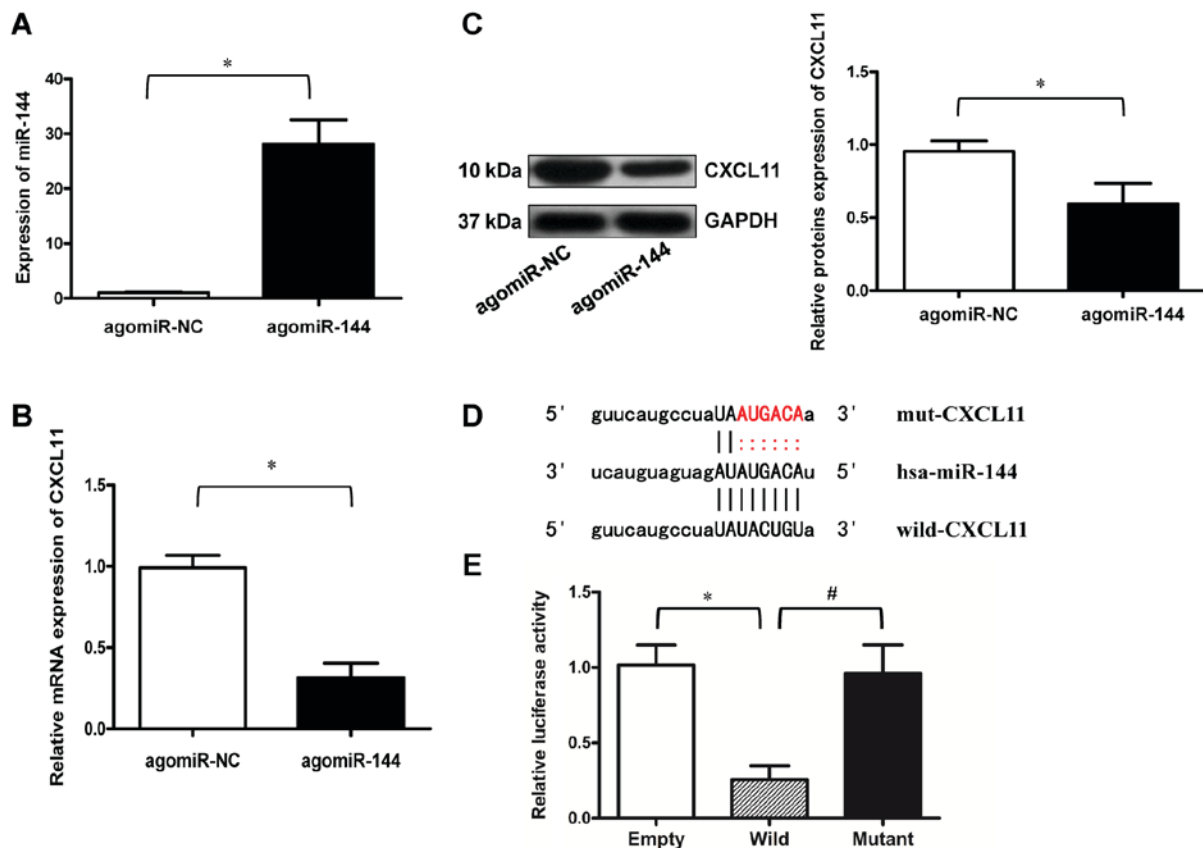 A
Expression of miR-144
40
30
20
10
0
*
agomiR-NC
agomiR-144
C
10 kDa
CXCL11
37 kDa
GAPDH
agomiR-NC
agomiR-144
Relative proteins expression of CXCL11
1.5
1.0
0.5
0.0
*
agomiR-NC
agomiR-144
B
Relative mRNA expression of CXCL11
1.5
1.0
0.5
0.0
*
agomiR-NC
agomiR-144
D
5' guucaugccuaUAAUGACAa 3' mut-CXCL11
||::::::
3' ucauguaguagAUAUGACAu 5' hsa-miR-144
||||||||
5' guucaugccuaUAUACUGUa 3' wild-CXCL11
E
Relative luciferase activity
1.5
1.0
0.5
0.0
*
#
Empty
Wild
Mutant